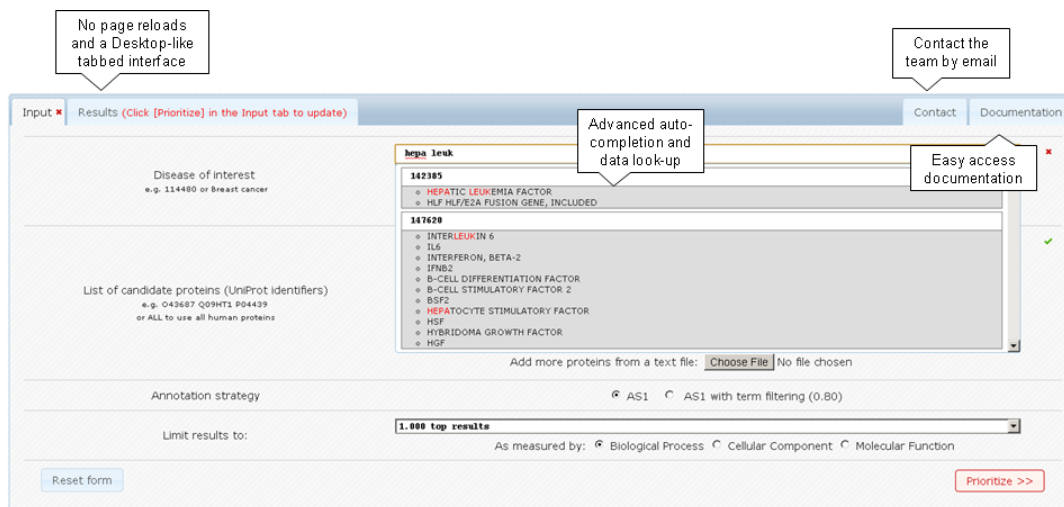 No page reloads
and a Desktop-like
tabbed interface
Contact the
team by email
Input ✖ Results (Click [Prioritize] in the Input tab to update)
Contact
Documentation
Advanced auto-
completion and
data look-up
Easy access
documentation
Disease of interest
e.g. 114480 or Breast cancer
hepa leuk
142385
HEPATIC LEUKEMIA FACTOR
HLF HLF/E2A FUSION GENE, INCLUDED
147620
INTERLEUKIN 6
IL6
INTERFERON, BETA-2
IFNB2
B-CELL DIFFERENTIATION FACTOR
B-CELL STIMULATORY FACTOR 2
BSF2
HEPATOCYTE STIMULATORY FACTOR
HSF
HYBRIDOMA GROWTH FACTOR
HGF
List of candidate proteins (UniProt identifiers)
e.g. O43687 Q09HT1 P04439
or ALL to use all human proteins
Add more proteins from a text file: Choose File No file chosen
Annotation strategy
AS1 AS1 with term filtering (0.80)
Limit results to:
1.000 top results
As measured by: Biological Process Cellular Component Molecular Function
Reset form
Prioritize >>